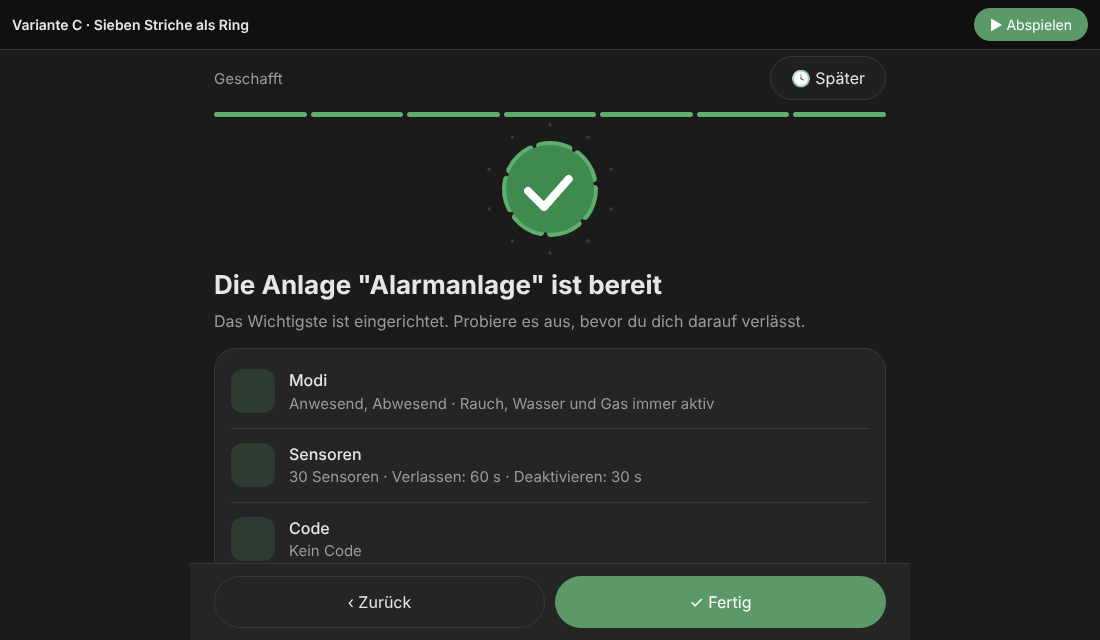 Variante C · Sieben Striche als Ring
▶ Abspielen
Geschafft
🕓 Später
Die Anlage "Alarmanlage" ist bereit
Das Wichtigste ist eingerichtet. Probiere es aus, bevor du dich darauf verlässt.
Modi
Anwesend, Abwesend · Rauch, Wasser und Gas immer aktiv
Sensoren
30 Sensoren · Verlassen: 60 s · Deaktivieren: 30 s
Code
Kein Code
‹ Zurück
✓ Fertig